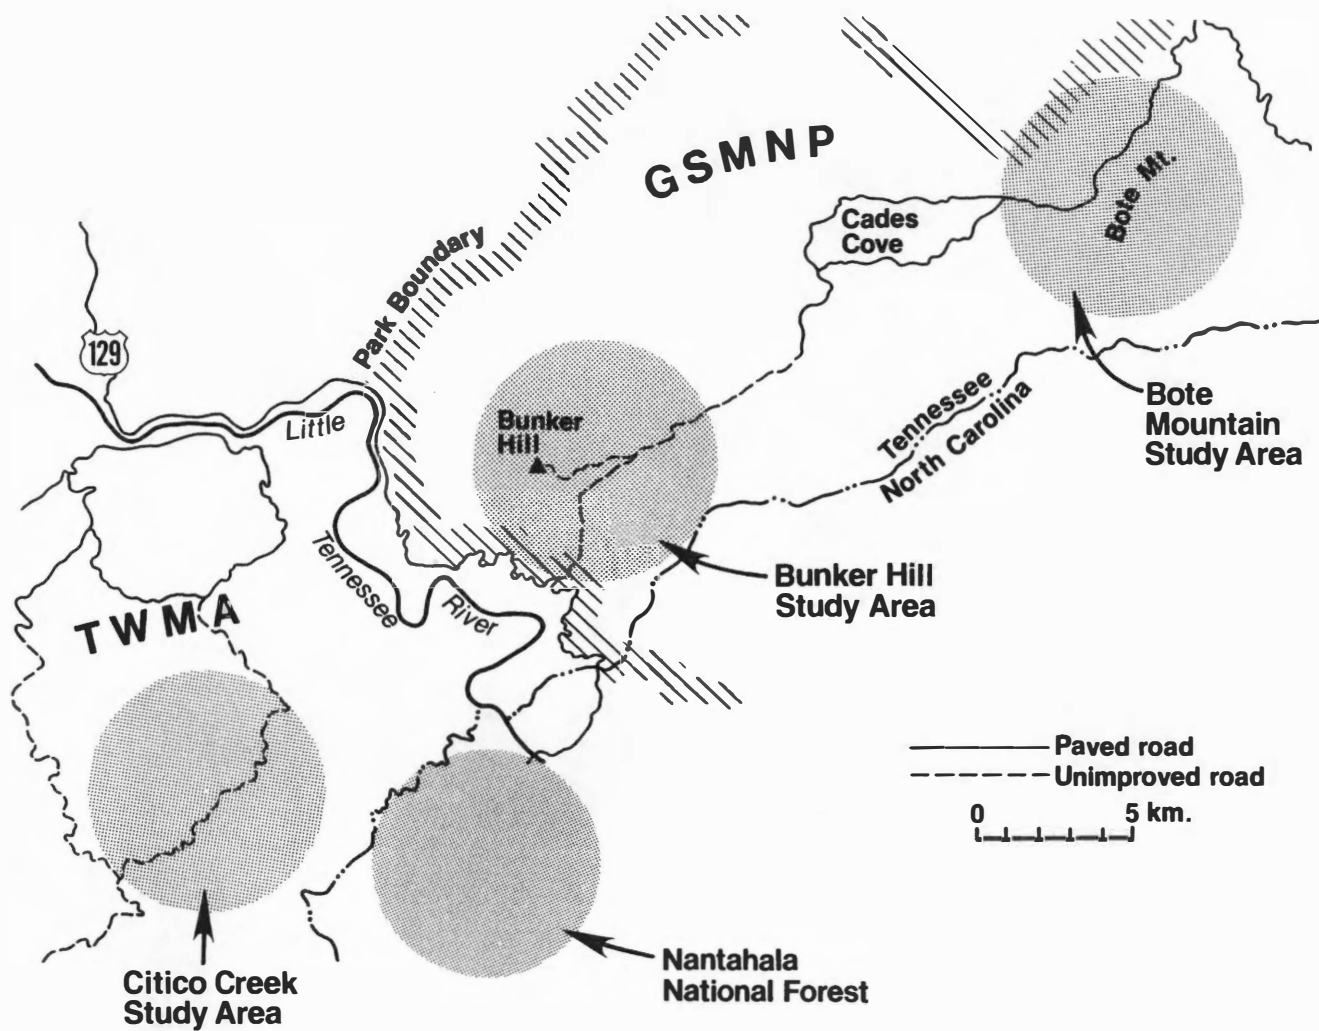 GSMNP
Bote Mt.
Cades
Cove
Park Boundary
129
Little
Tennessee
River
Bunker
Hill
Tennessee
North Carolina
Bote
Mountain
Study Area
Bunker Hill
Study Area
TWMA
Paved road
Unimproved road
0 5 km.
Nantahala
National Forest
Citico Creek
Study Area